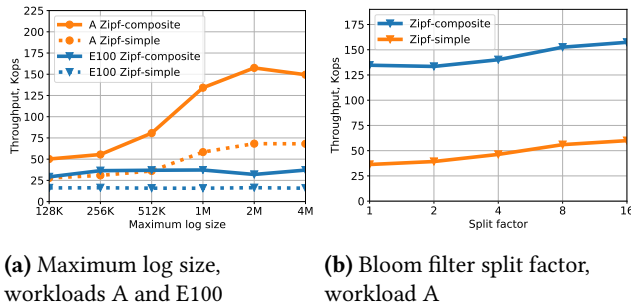 225
200
175
150
125
100
75
50
25
0
Throughput, Kops
A Zipf-composite
A Zipf-simple
E100 Zipf-composite
E100 Zipf-simple
128K 256K 512K 1M 2M 4M
Maximum log size
(a) Maximum log size,
workloads A and E100
175
150
125
100
75
50
25
0
Throughput, Kops
Zipf-composite
Zipf-simple
1 2 4 8 16
Split factor
(b) Bloom filter split factor,
workload A